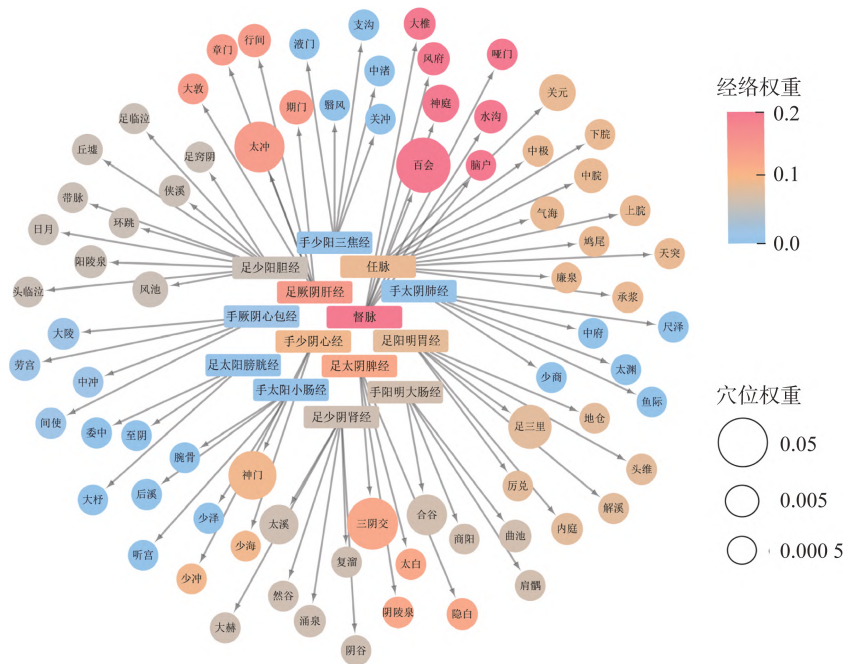 大椎
支沟
行间
液门
章门
风府
哑门
中渚
大敦
期门
翳风
关冲
神庭
水沟
关元
足临泣
太冲
百会
脑户
中极
下脘
丘墟
足窍阴
中脘
带脉
侠溪
环跳
气海
上脘
日月
手少阳三焦经
鸠尾
天突
阳陵泉
足少阳胆经
任脉
廉泉
头临泣
风池
足厥阴肝经
手太阴肺经
承浆
大陵
手厥阴心包经
督脉
中府
尺泽
手少阴心经
足阳明胃经
劳宫
中冲
足太阳膀胱经
足太阴脾经
少商
太渊
手太阳小肠经
手阳明大肠经
鱼际
间使
委中
至阴
足少阴肾经
足三里
地仓
腕骨
头维
神门
厉兑
大杼
后溪
解溪
少泽
太溪
三阴交
合谷
商阳
曲池
内庭
听宫
少海
复溜
太白
少冲
然谷
肩髃
大赫
涌泉
阴陵泉
隐白
阴谷
经络权重
0.2
0.1
0.0
穴位权重
0.05
0.005
0.000 5